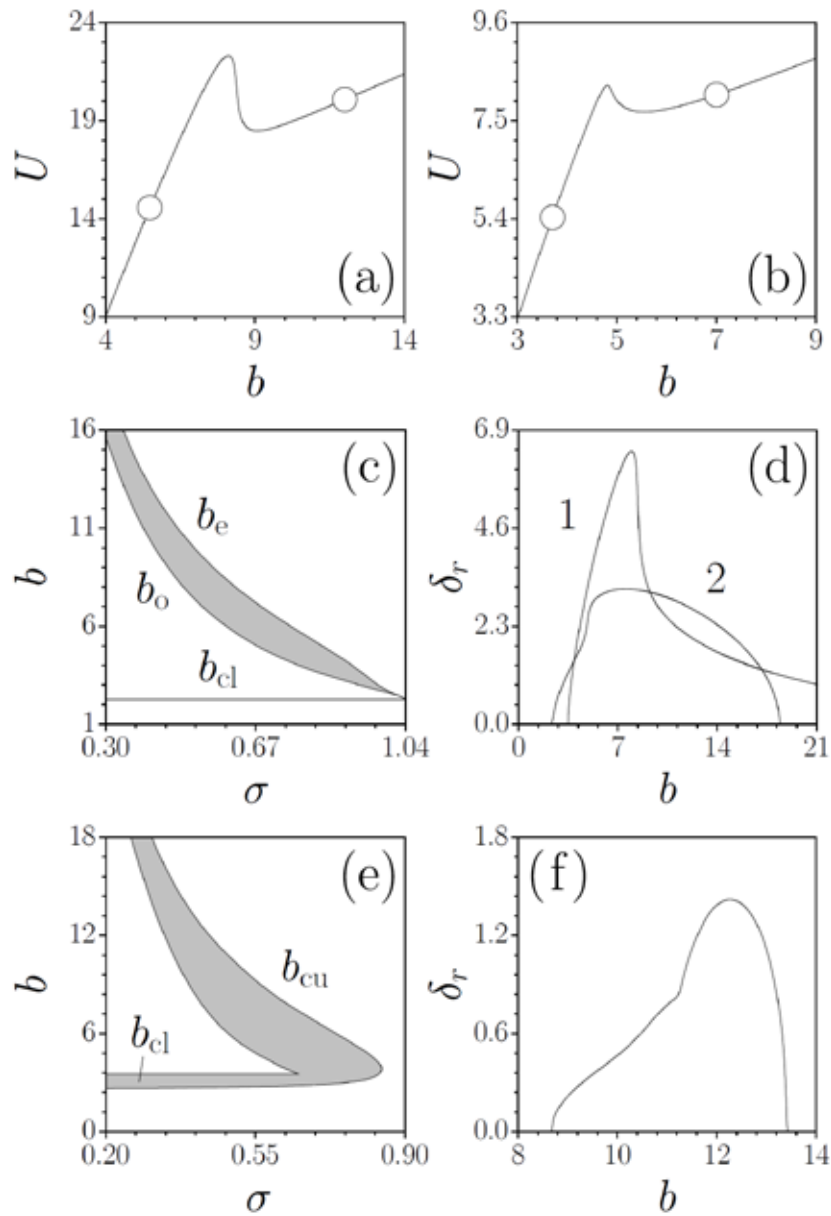 24
19
14
9
U
4
9
14
b
(a)
9.6
7.5
5.4
3.3
U
3
5
7
9
b
(b)
16
11
6
1
b
0.30
0.67
1.04
σ
(c)
b_e
b_o
b_cl
6.9
4.6
2.3
0.0
δ_r
0
7
14
21
b
(d)
1
2
18
12
6
0
b
0.20
0.55
0.90
σ
(e)
b_cu
b_cl
1.8
1.2
0.6
0.0
δ_r
8
10
12
14
b
(f)